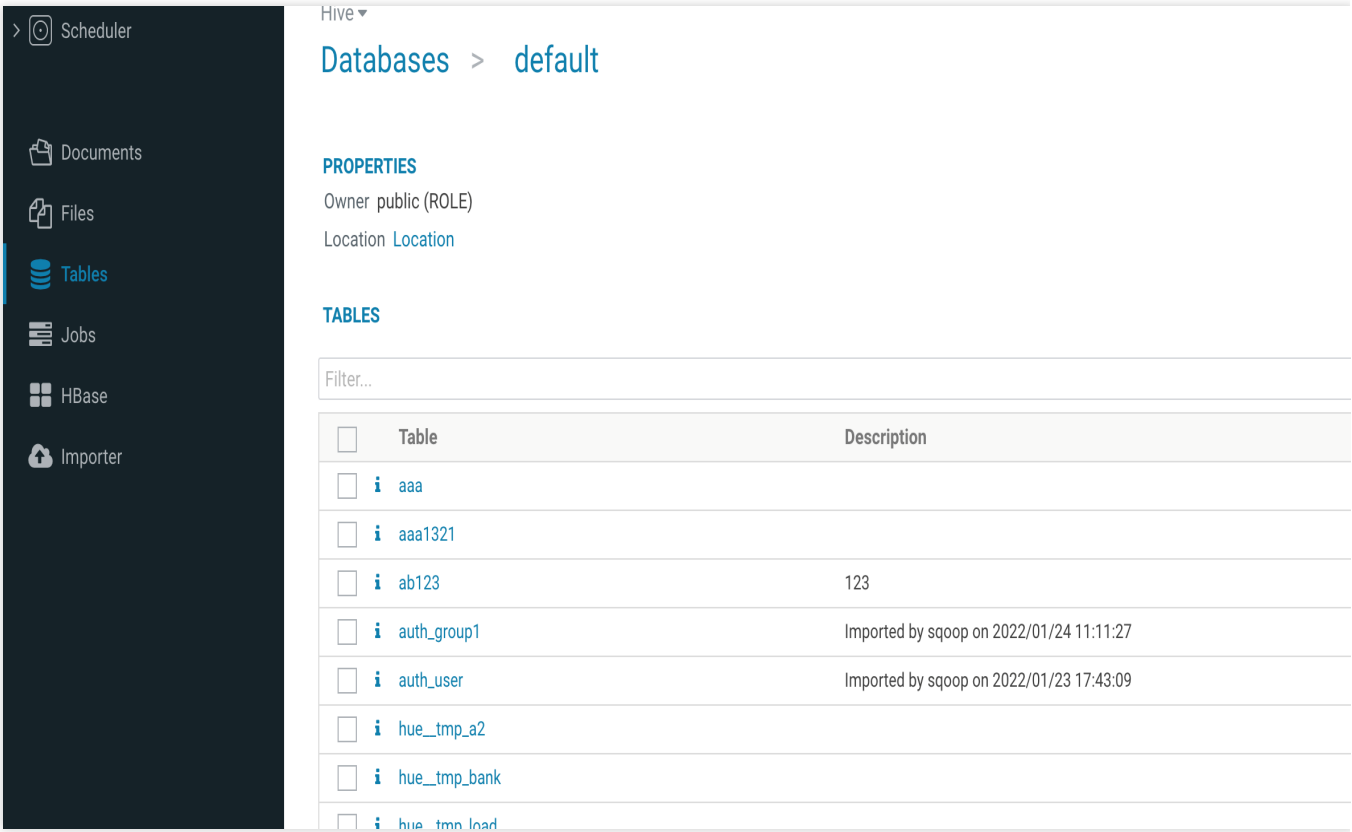 Scheduler
Documents
Files
Tables
Jobs
HBase
Importer
Hive
Databases > default
PROPERTIES
Owner public (ROLE)
Location Location
TABLES
Filter...
Table Description
aaa
aaa1321
ab123 123
auth_group1 Imported by sqoop on 2022/01/24 11:11:27
auth_user Imported by sqoop on 2022/01/23 17:43:09
hue__tmp_a2
hue__tmp_bank
hue__tmp_load